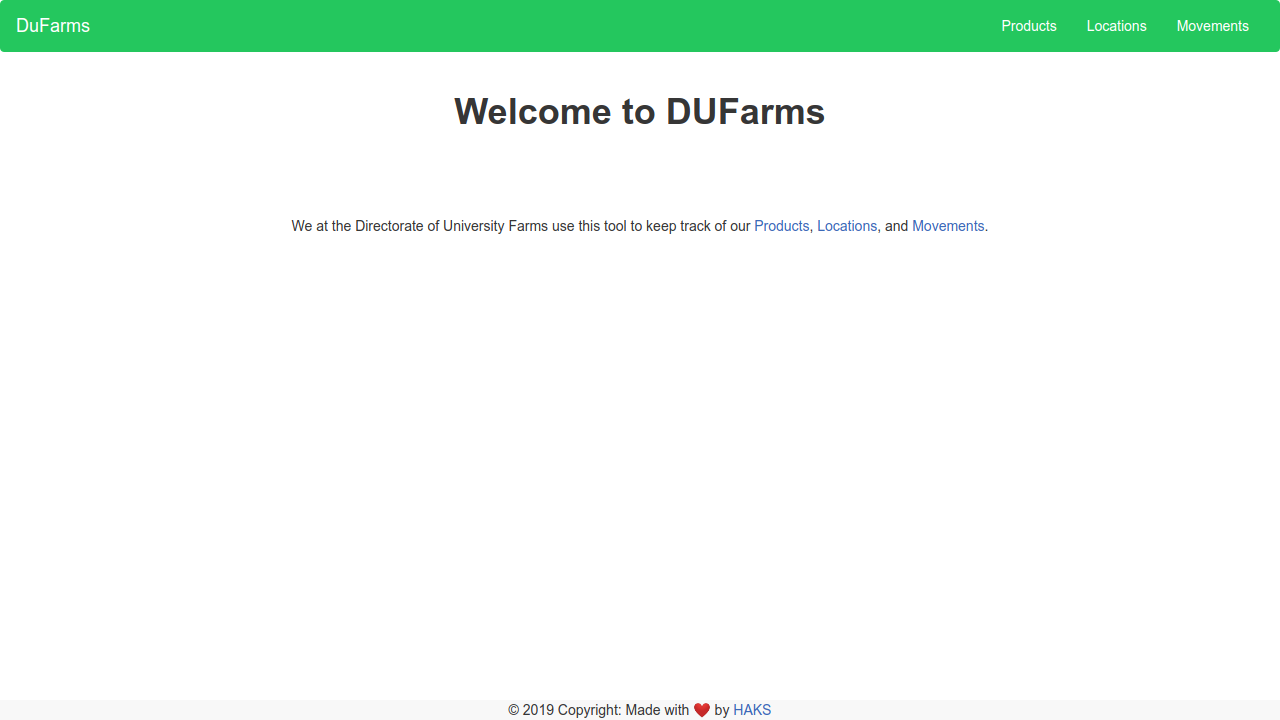 DuFarms Products Locations Movements
Welcome to DUFarms
We at the Directorate of University Farms use this tool to keep track of our Products, Locations, and Movements.
© 2019 Copyright: Made with ❤️ by HAKS